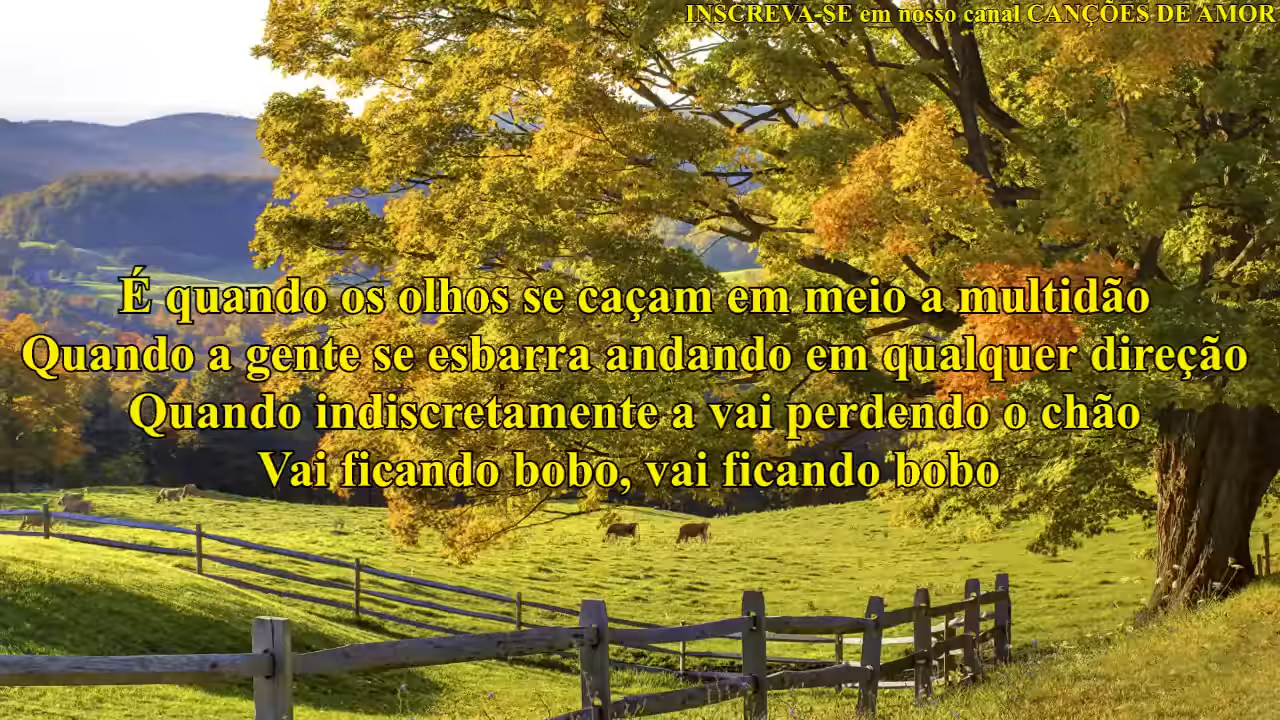 INSCREVA-SE em nosso canal CANÇÕES DE AMOR
É quando os olhos se caçam em meio a multidão
Quando a gente se esbarra andando em qualquer direção
Quando indiscretamente a vai perdendo o chão
Vai ficando bobo, vai ficando bobo